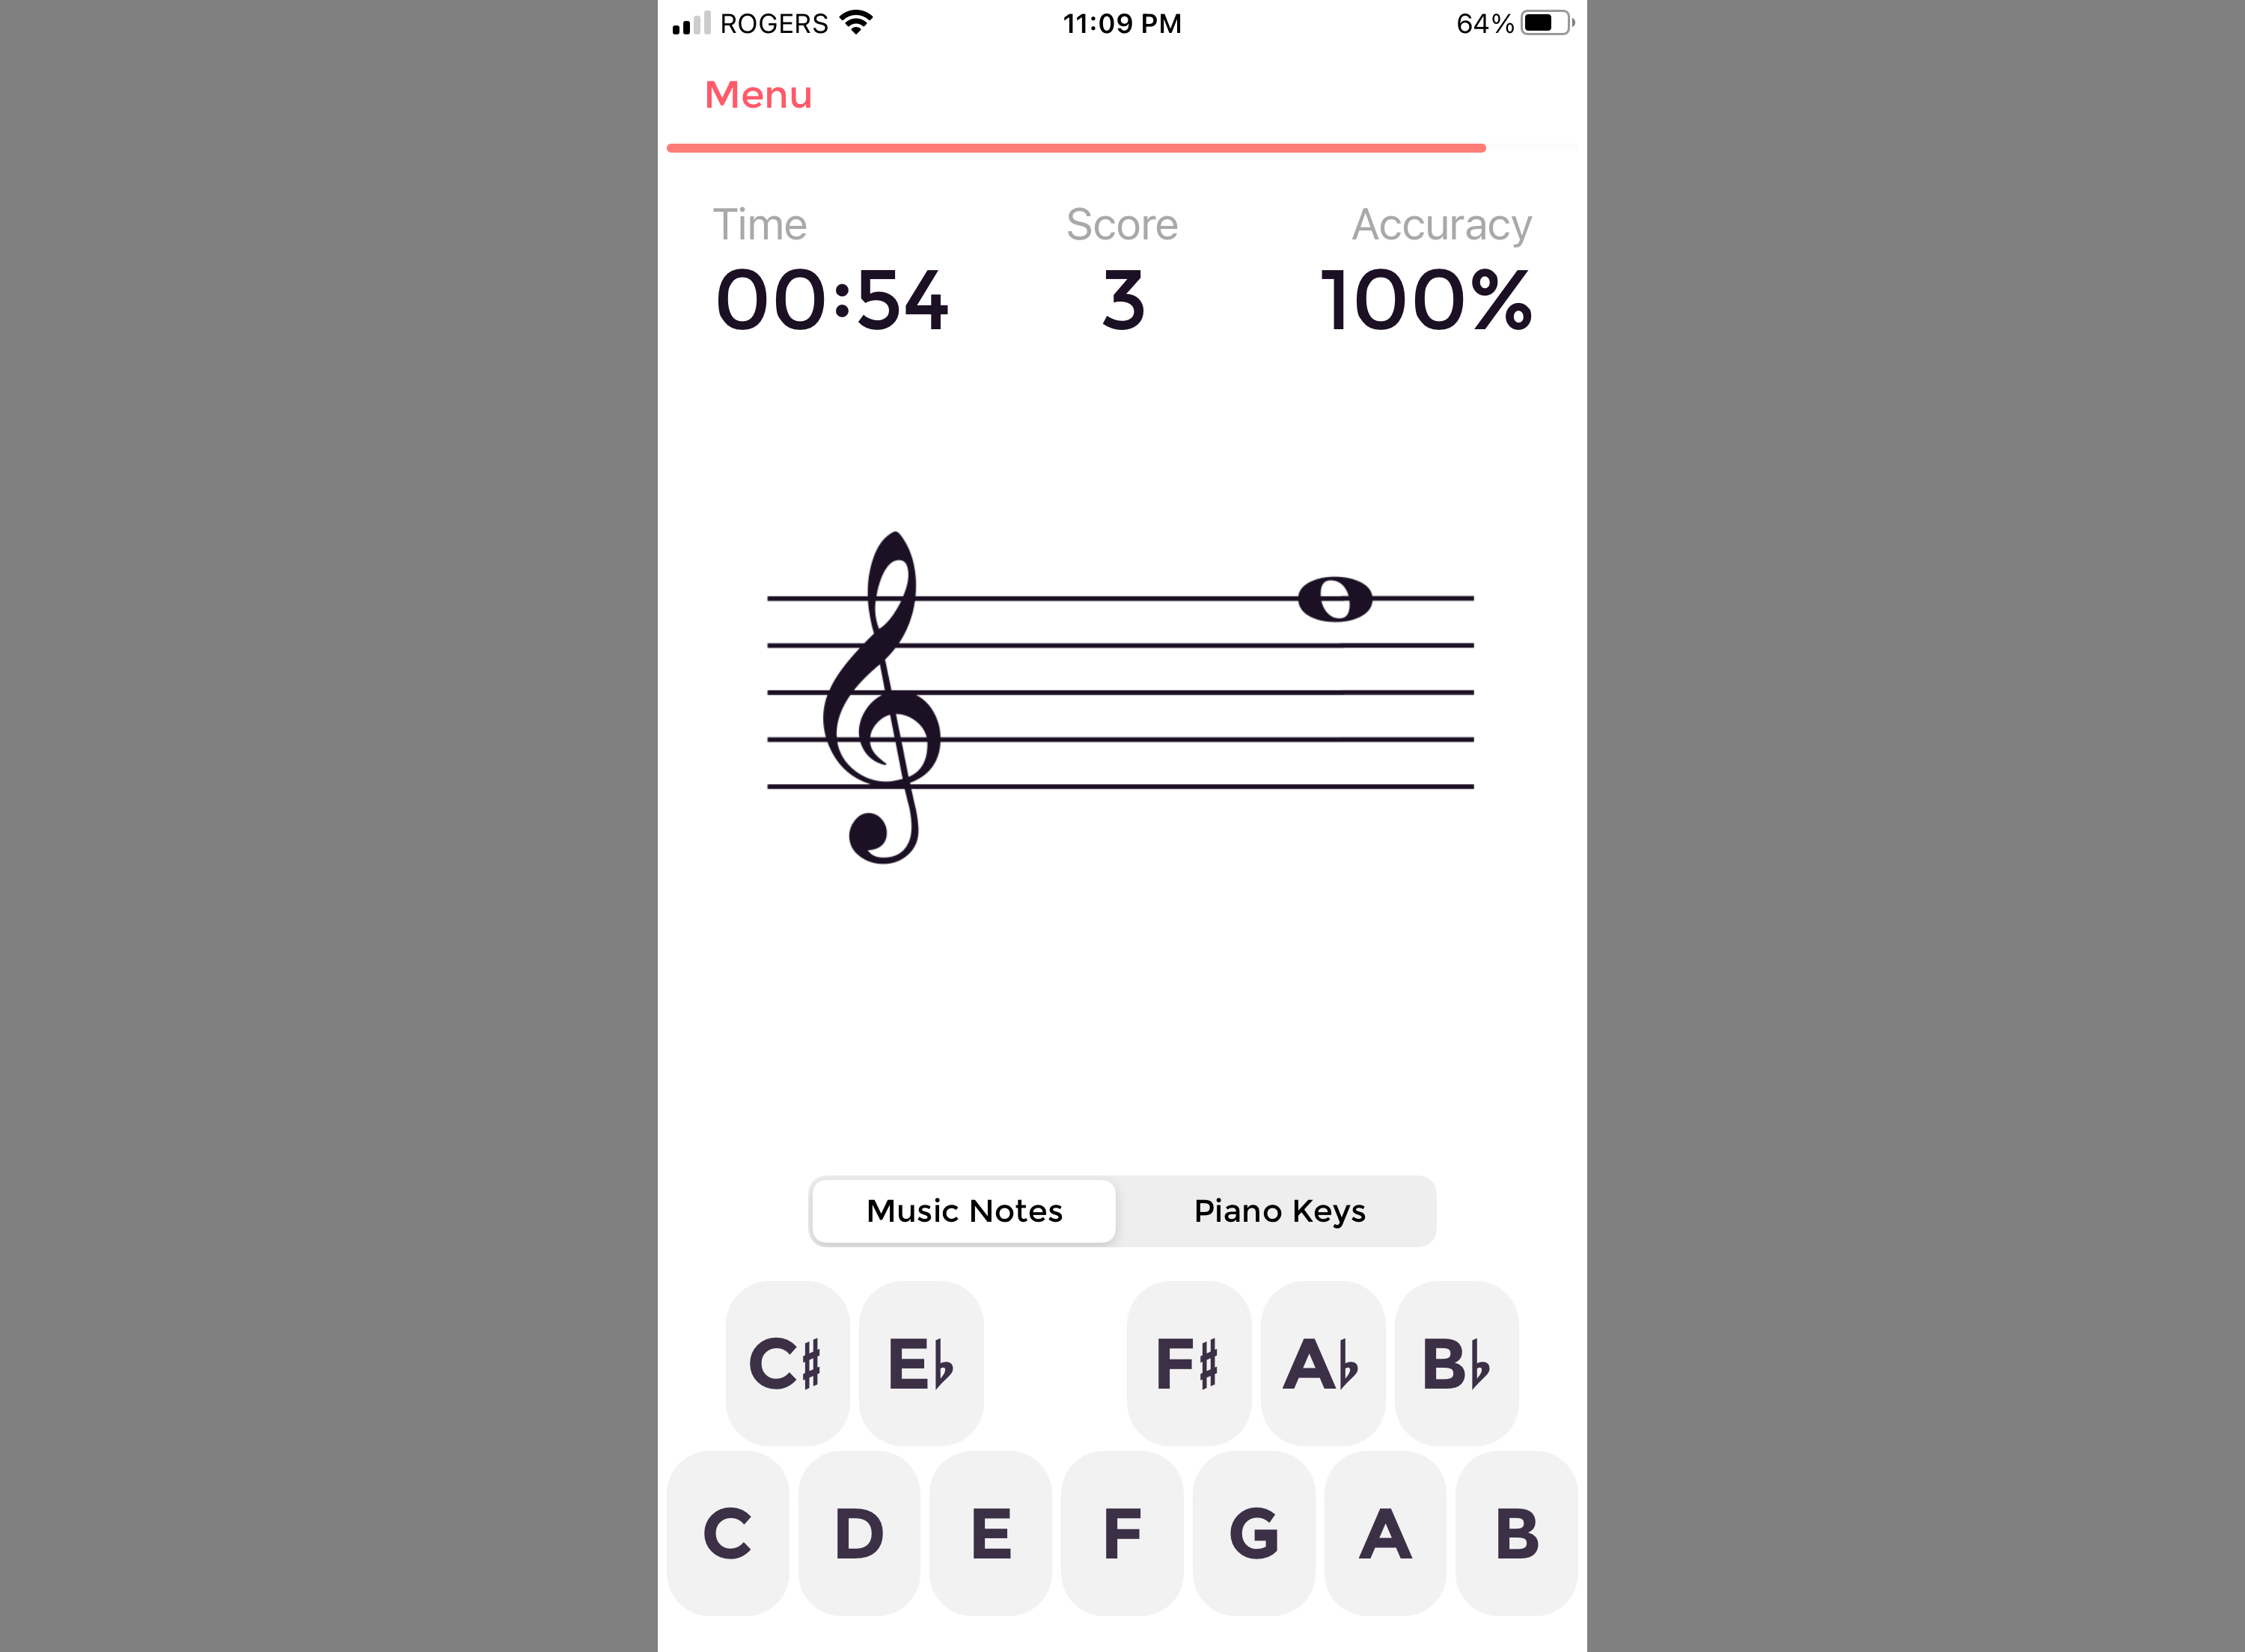 ROGERS 11:09 PM 64%
Menu
Time Score Accuracy
00:54 3 100%
Music Notes Piano Keys
C♯ E♭ F♯ A♭ B♭
C D E F G A B